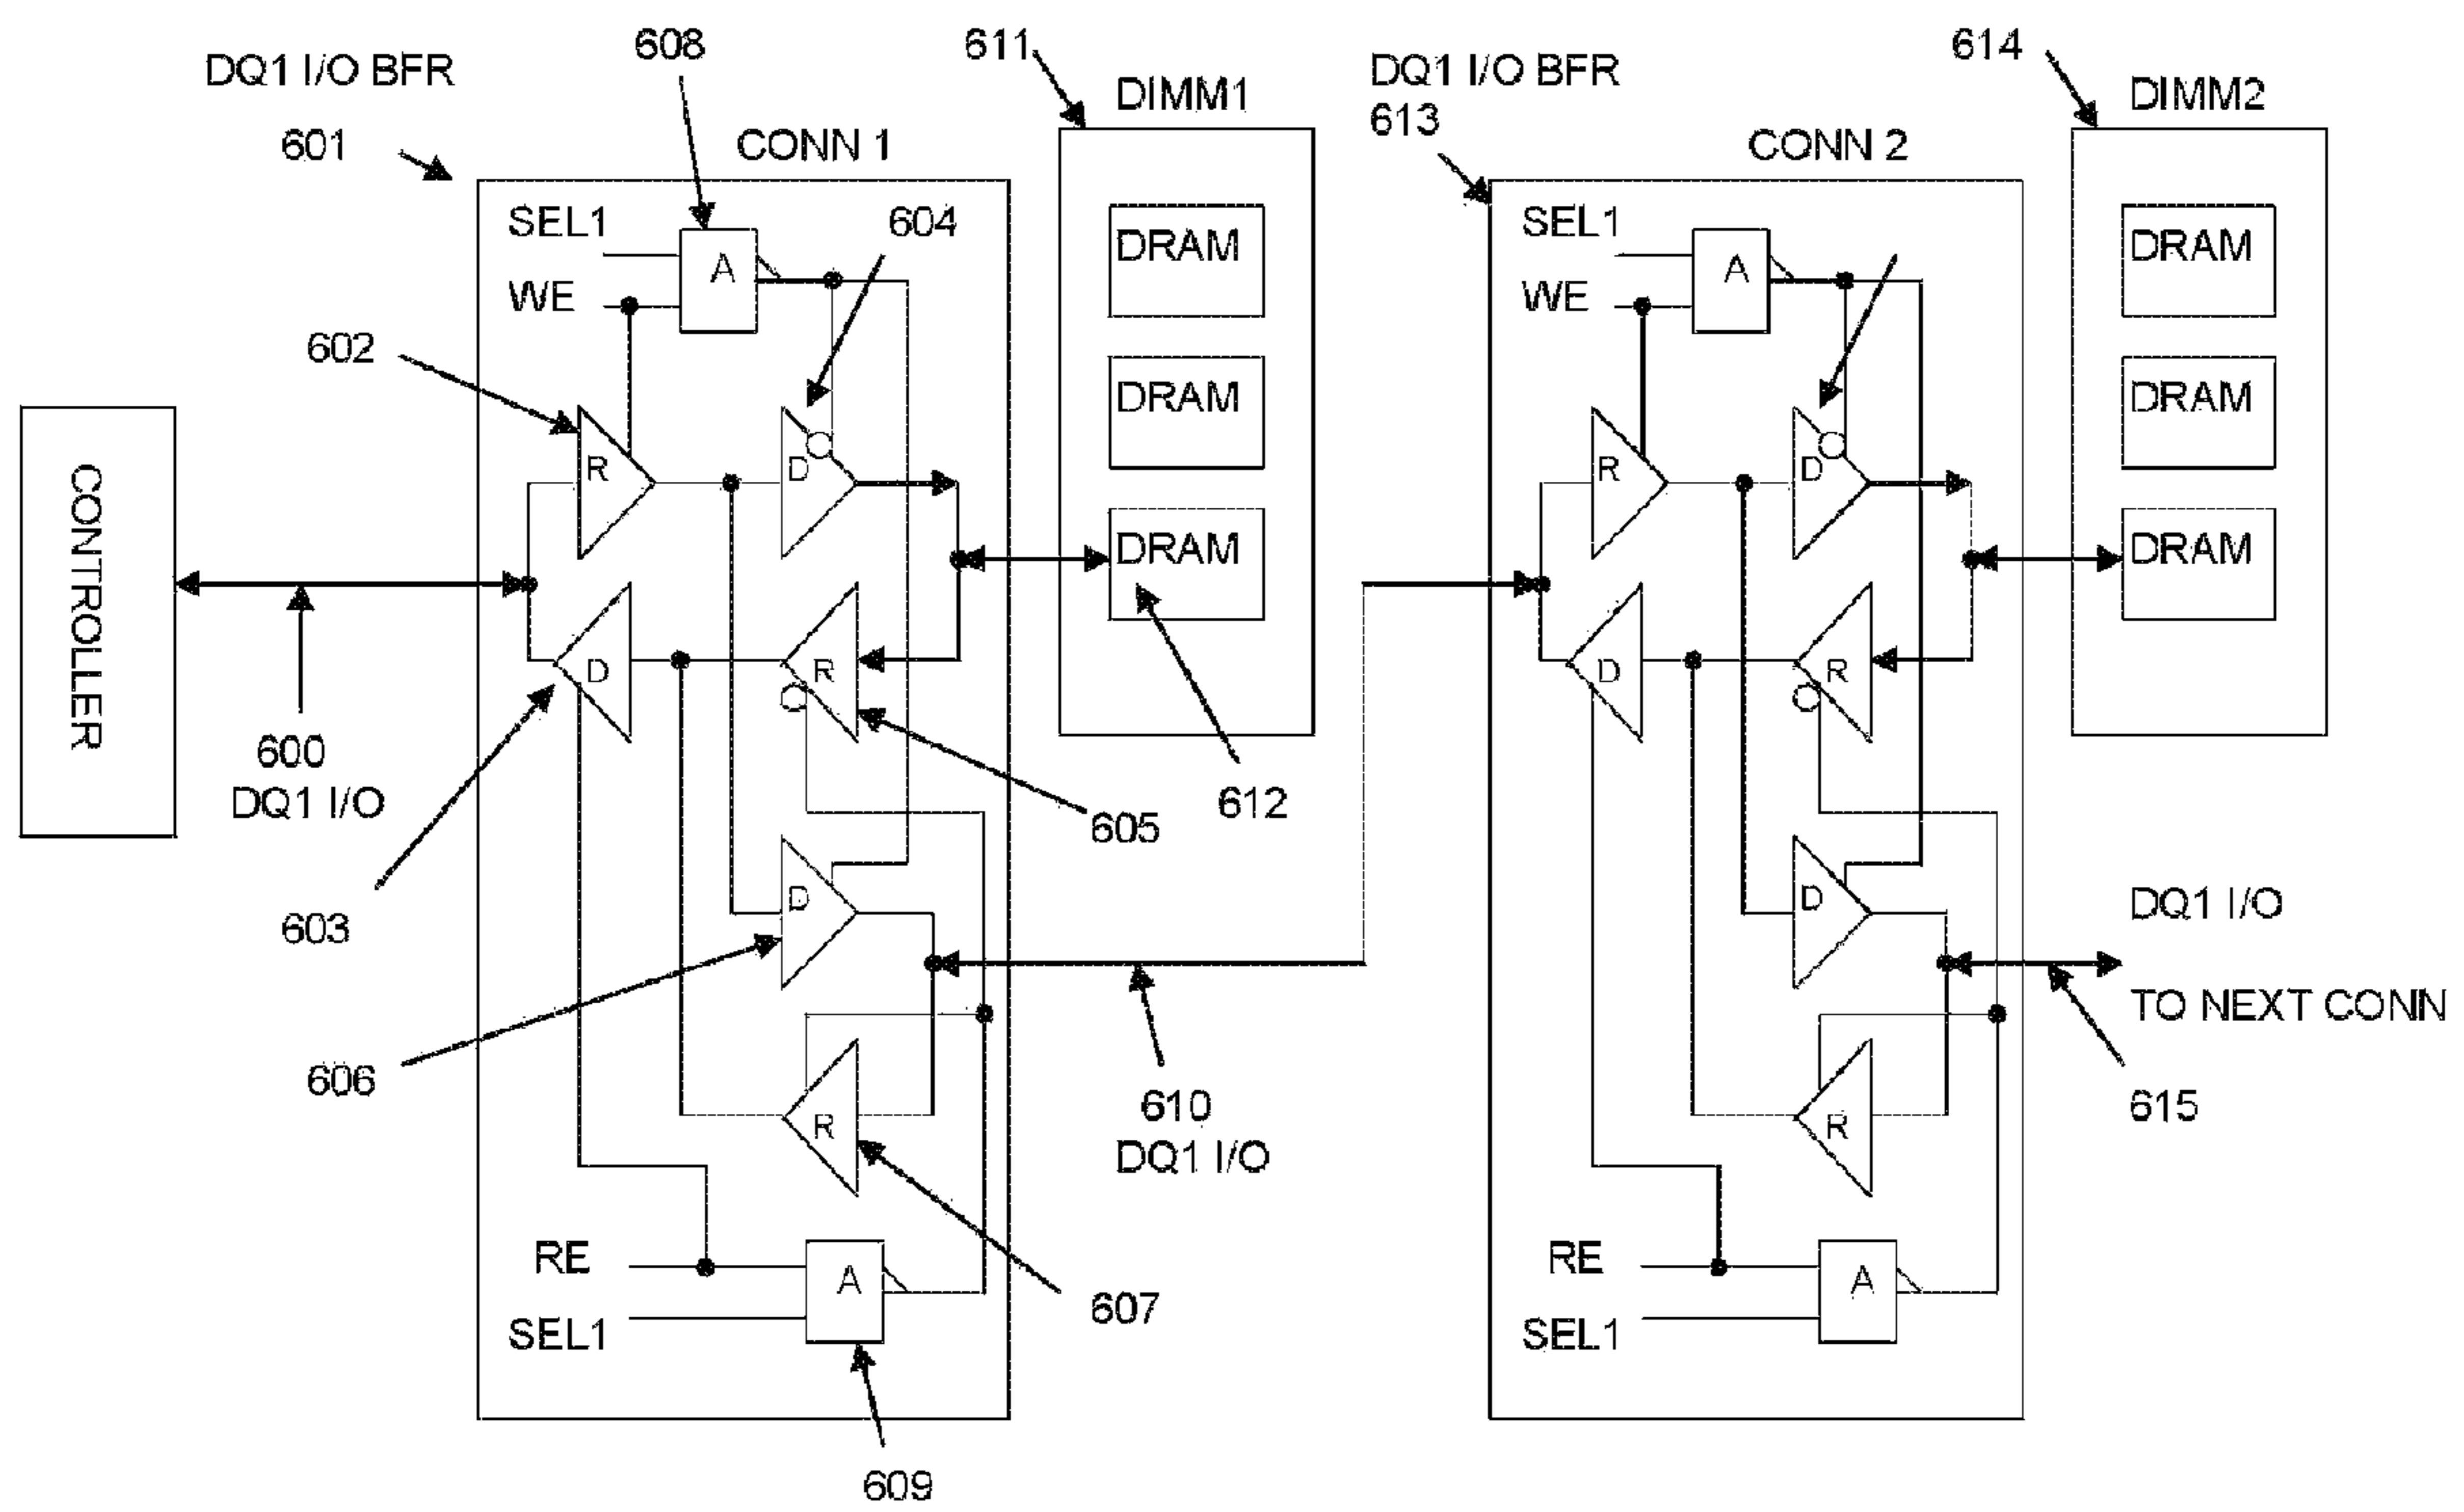 608
611
614
DQ1 I/O BFR
601
DQ1 I/O BFR
613
DIMM1
DIMM2
CONN 1
CONN 2
SEL1
WE
A
604
DRAM
DRAM
DRAM
SEL1
WE
A
DRAM
DRAM
DRAM
602
R
D
R
D
CONTROLLER
D
R
D
R
600
DQ1 I/O
612
605
603
D
D
DQ1 I/O
TO NEXT CONN
606
R
610
DQ1 I/O
R
615
RE
SEL1
A
607
RE
SEL1
A
609